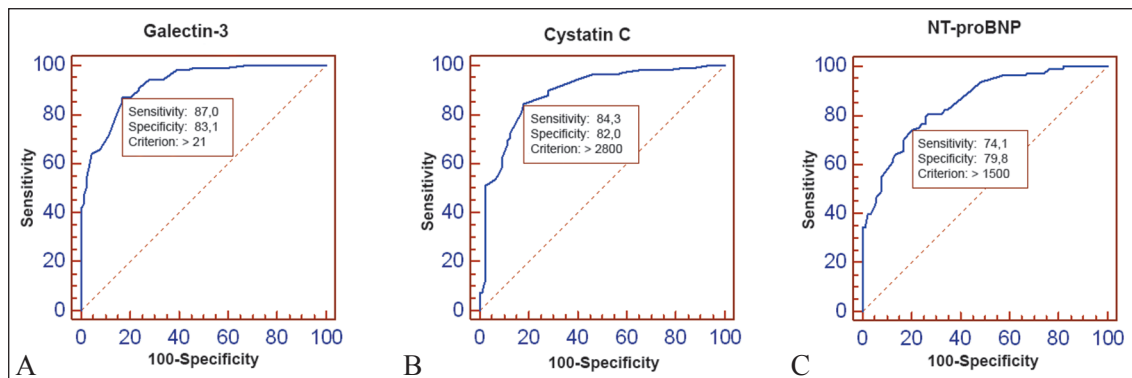 Galectin-3
100
80
60
40
20
0
Sensitivity
Sensitivity: 87,0
Specificity: 83,1
Criterion: > 21
0 20 40 60 80 100
100-Specificity
A
Cystatin C
100
80
60
40
20
0
Sensitivity
Sensitivity: 84,3
Specificity: 82,0
Criterion: > 2800
0 20 40 60 80 100
100-Specificity
B
NT-proBNP
100
80
60
40
20
0
Sensitivity
Sensitivity: 74,1
Specificity: 79,8
Criterion: > 1500
0 20 40 60 80 100
100-Specificity
C